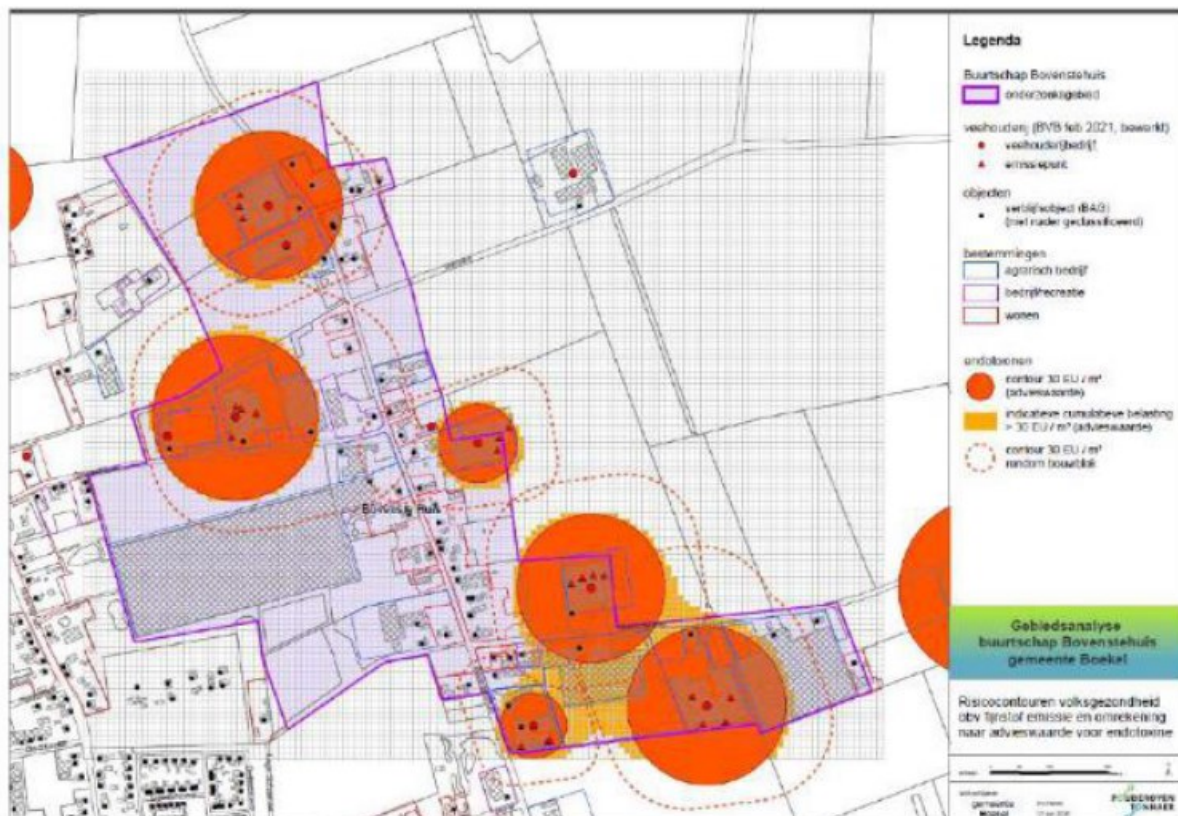 Legenda
Buurtschap Bovenstehuis
onderzoeksgebied
veehouderij (BVB feb 2021, bewerkt)
veehouderijbedrijf
emissiepunt
objecten
verblijfsobject (BAG)
(niet nader geclassificeerd)
bestemmingen
agrarisch bedrijf
bedrijf/recreatie
wonen
endotoxinen
contour 30 EU / m³
(advieswaarde)
indicatieve cumulatieve belasting
> 30 EU / m³ (advieswaarde)
contour 30 EU / m³
rondom bouwblok
Gebiedsanalyse
buurtschap Bovenstehuis
gemeente Boekel
Risicocontouren volksgezondheid
obv fijnstof emissie en omrekening
naar advieswaarde voor endotoxine
gemeente
Boekel